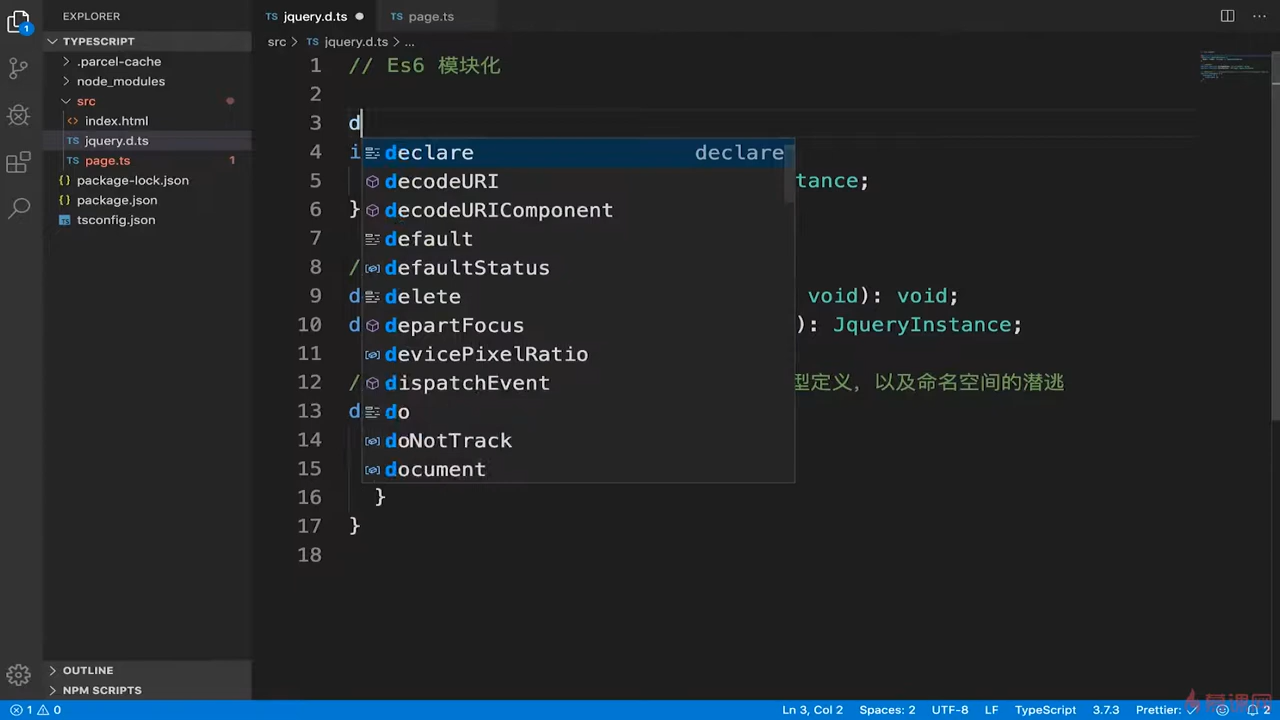 EXPLORER
jquery.d.ts
page.ts
TYPESCRIPT
src
jquery.d.ts
...
.parcel-cache
node_modules
src
index.html
jquery.d.ts
page.ts
1
package-lock.json
package.json
tsconfig.json
1 // Es6 模块化
2
3 d
declare declare
4 i
decodeURI
5 tance;
decodeURIComponent
6 }
default
7
defaultStatus
8 /
delete
9 d void): void;
departFocus
10 d ): JqueryInstance;
devicePixelRatio
11
dispatchEvent
12 / 型定义，以及命名空间的潜逃
do
13 d
doNotTrack
14
document
15
16 }
17 }
18
OUTLINE
NPM SCRIPTS
1 0
Ln 3, Col 2 Spaces: 2 UTF-8 LF TypeScript 3.7.3 Prettier: ✓ 2
慕课网